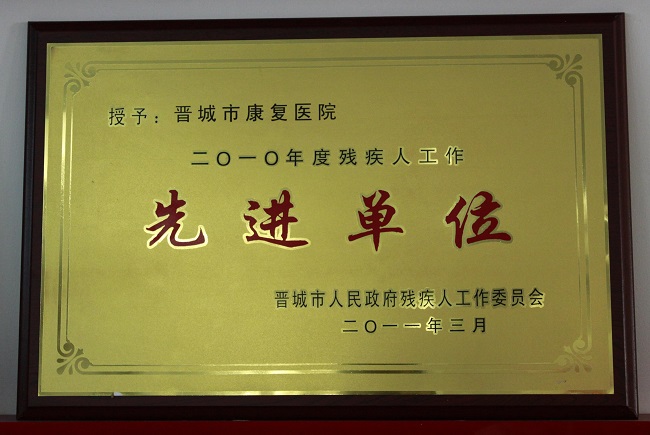 授予：晋城市康复医院
二〇一〇年度残疾人工作
先进单位
晋城市人民政府残疾人工作委员会
二〇一一年三月